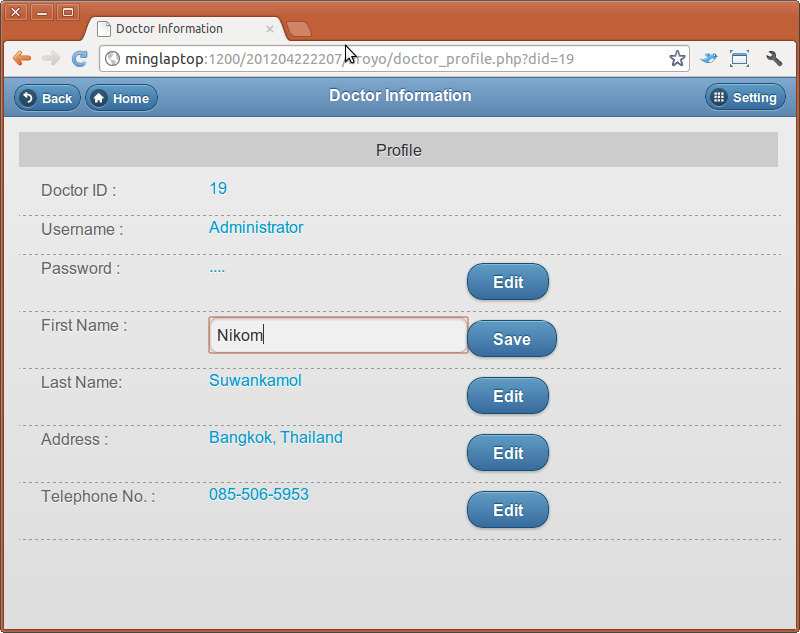 Doctor Information
minglaptop:1200/201204222207/royo/doctor_profile.php?did=19
Back Home Doctor Information Setting
Profile
Doctor ID : 19
Username : Administrator
Password : .... Edit
First Name : Nikom Save
Last Name: Suwankamol Edit
Address : Bangkok, Thailand Edit
Telephone No. : 085-506-5953 Edit